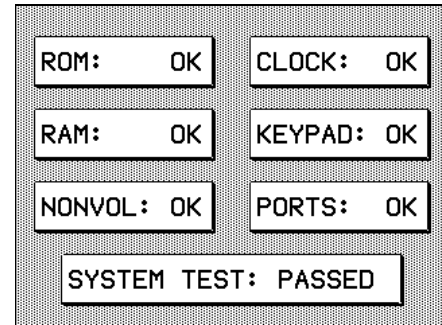 ROM: OK
CLOCK: OK
RAM: OK
KEYPAD: OK
NONVOL: OK
PORTS: OK
SYSTEM TEST: PASSED